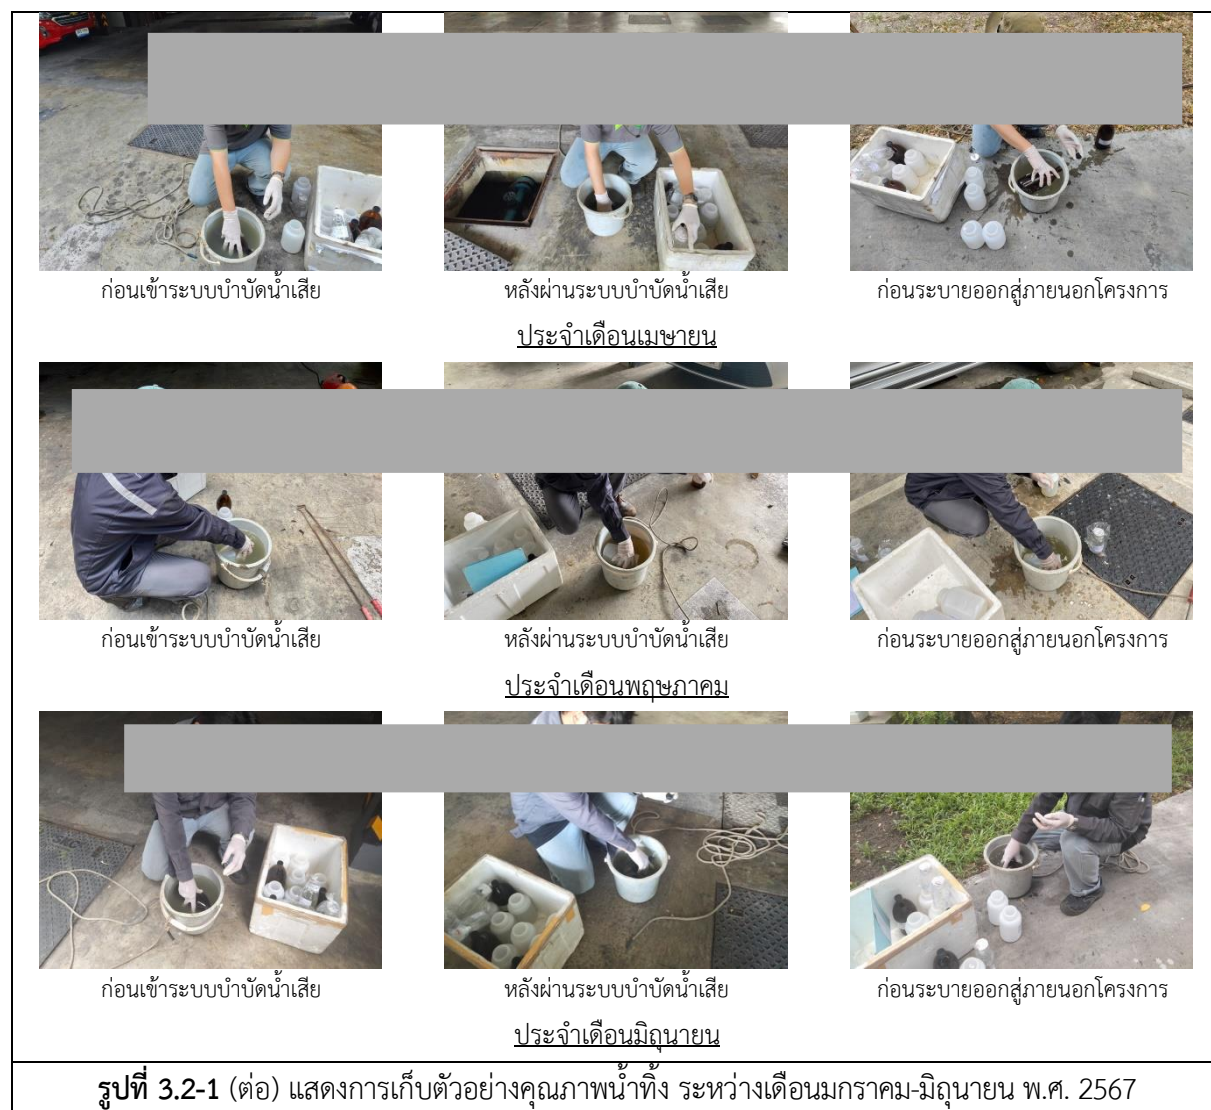 ก่อนเข้าระบบบำบัดน้ำเสีย หลังผ่านระบบบำบัดน้ำเสีย ก่อนระบายออกสู่ภายนอกโครงการ
ประจำเดือนเมษายน
ก่อนเข้าระบบบำบัดน้ำเสีย หลังผ่านระบบบำบัดน้ำเสีย ก่อนระบายออกสู่ภายนอกโครงการ
ประจำเดือนพฤษภาคม
ก่อนเข้าระบบบำบัดน้ำเสีย หลังผ่านระบบบำบัดน้ำเสีย ก่อนระบายออกสู่ภายนอกโครงการ
ประจำเดือนมิถุนายน
รูปที่ 3.2-1 (ต่อ) แสดงการเก็บตัวอย่างคุณภาพน้ำทิ้ง ระหว่างเดือนมกราคม-มิถุนายน พ.ศ. 2567